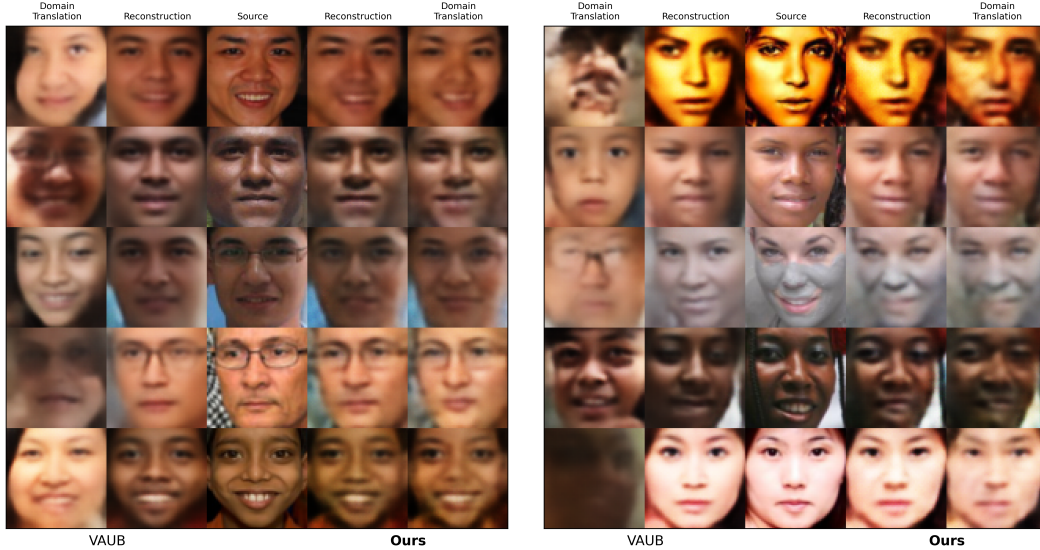 Domain
Translation
Reconstruction
Source
Reconstruction
Domain
Translation
Domain
Translation
Reconstruction
Source
Reconstruction
Domain
Translation
VAUB
Ours
VAUB
Ours